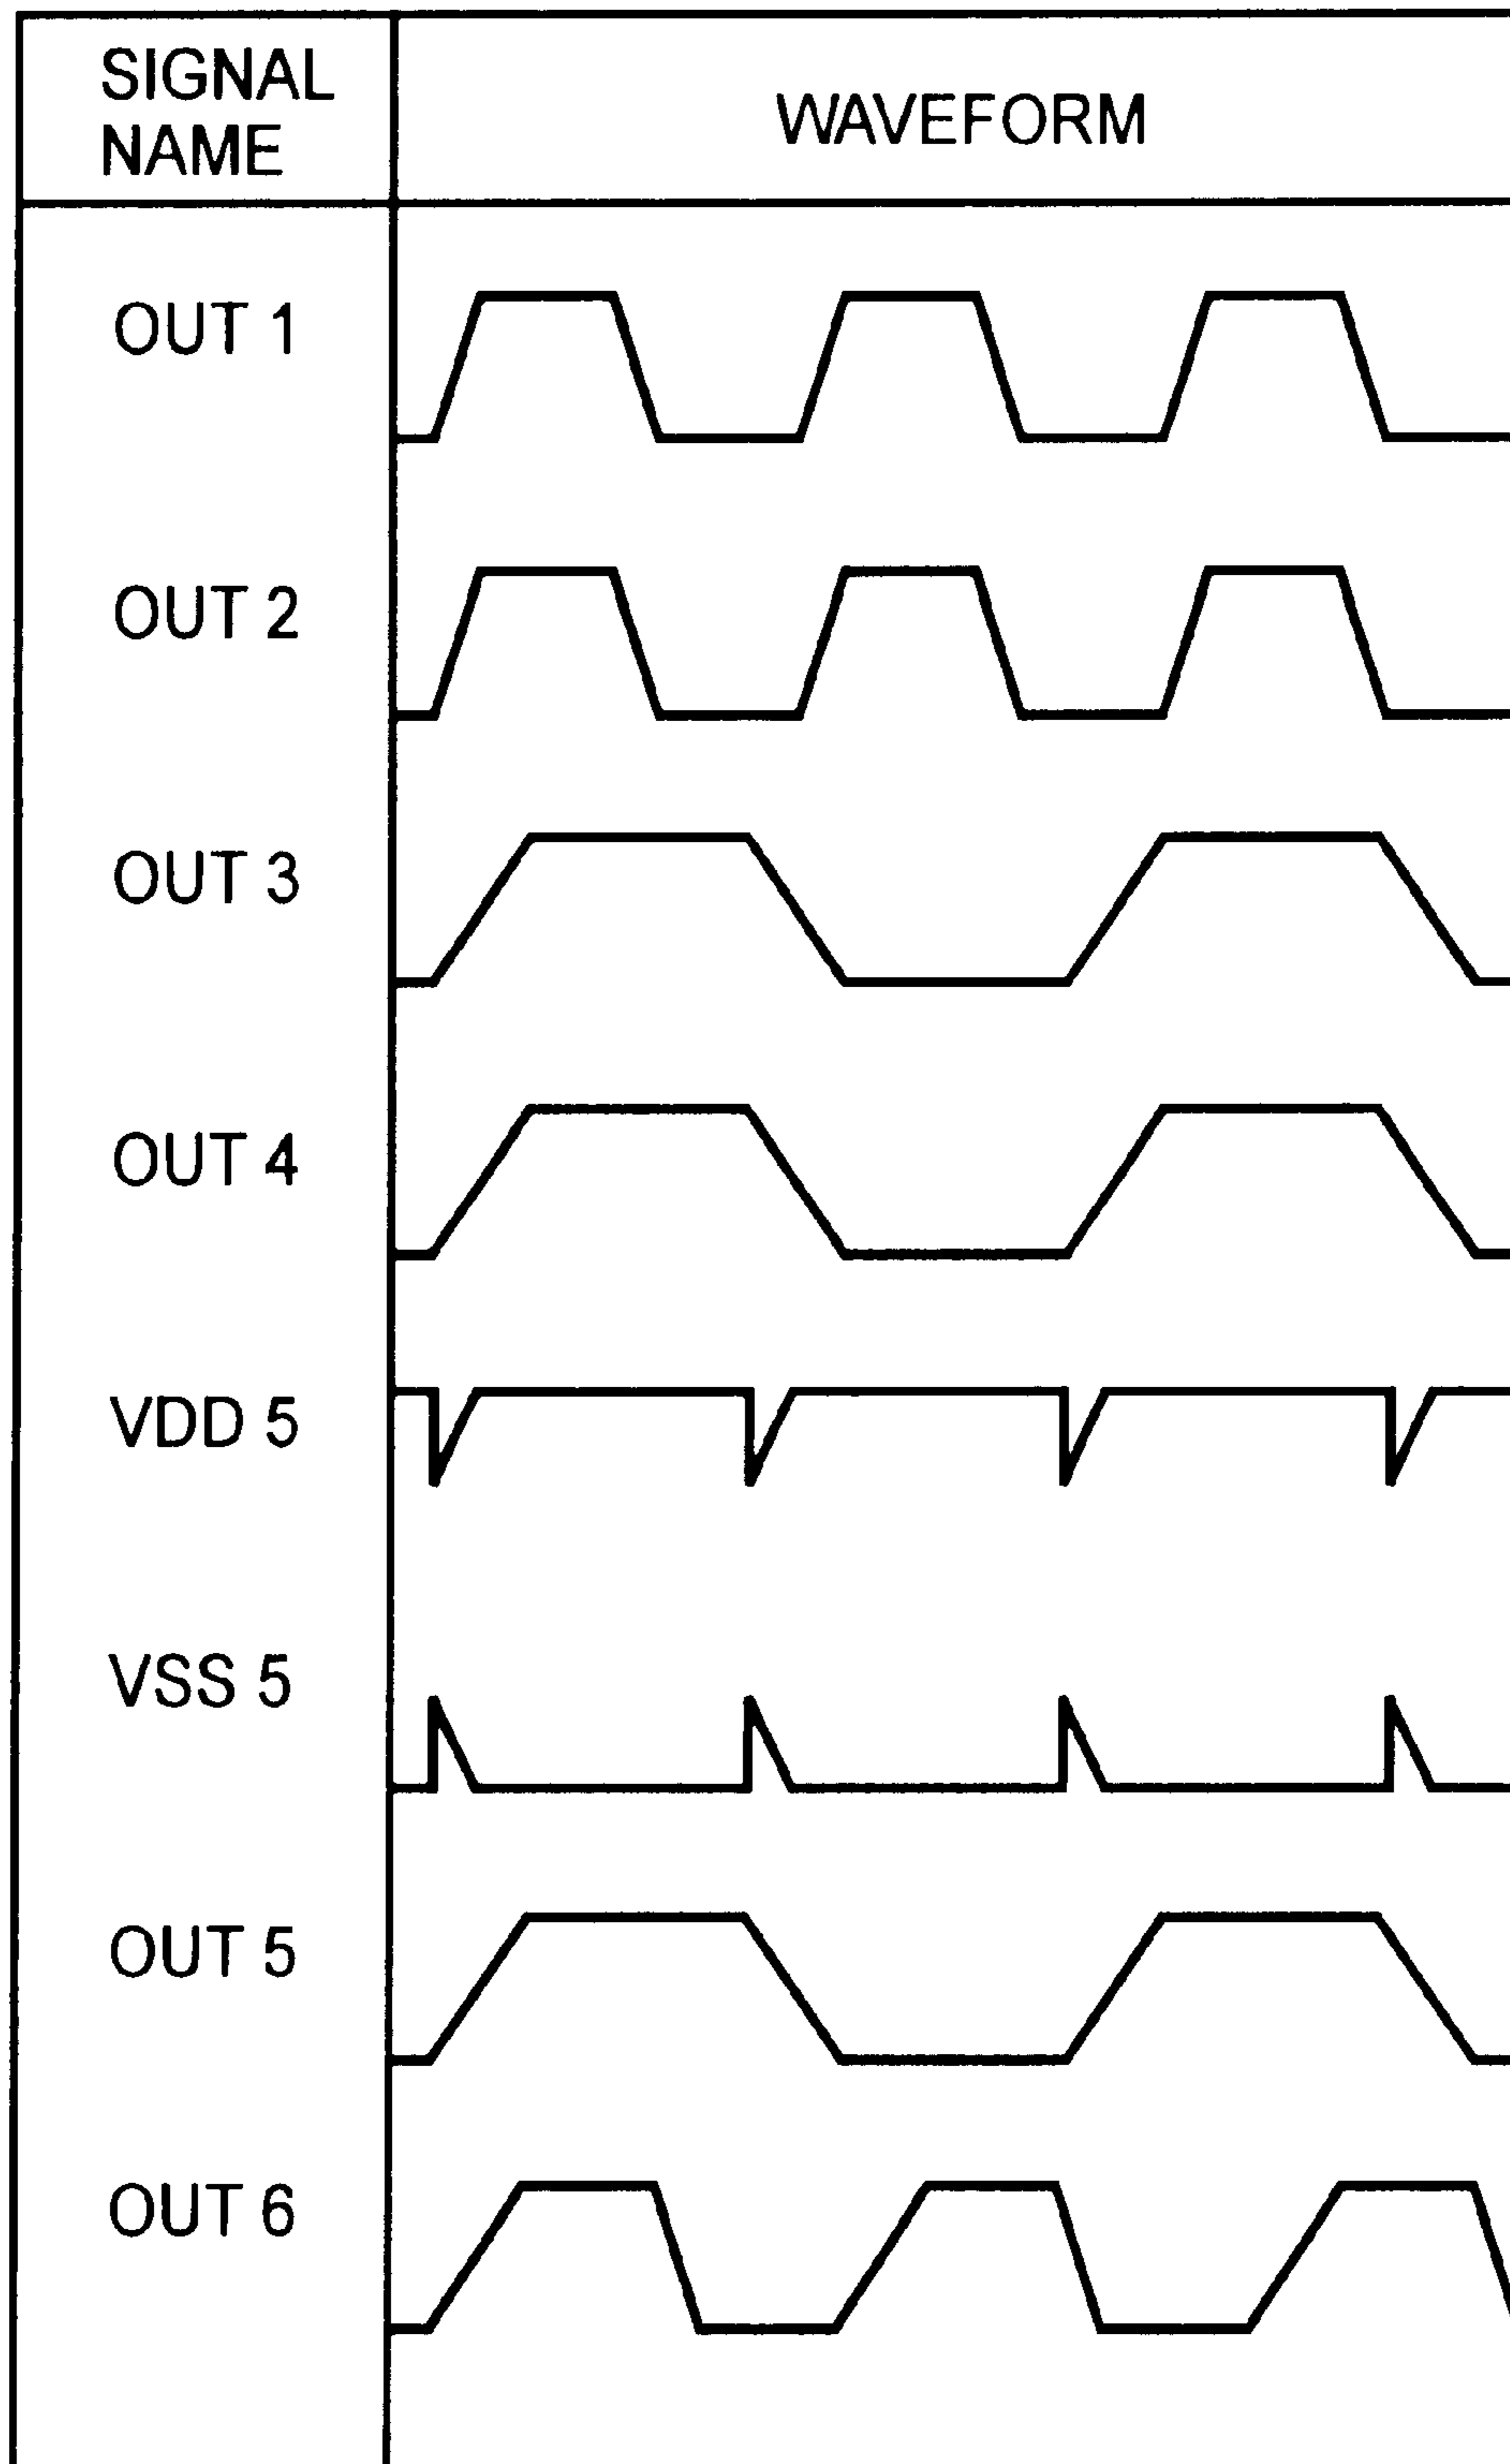 SIGNAL
NAME
WAVEFORM
OUT 1
OUT 2
OUT 3
OUT 4
VDD 5
VSS 5
OUT 5
OUT 6